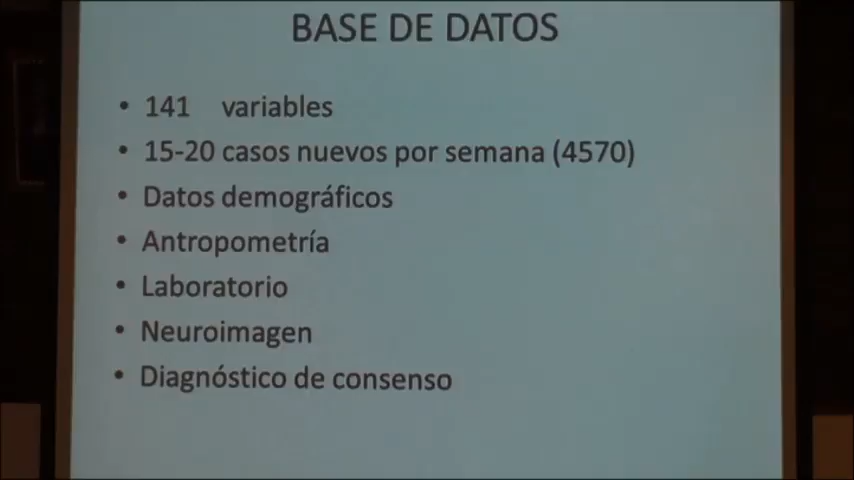 BASE DE DATOS
• 141 variables
• 15-20 casos nuevos por semana (4570)
• Datos demográficos
• Antropometría
• Laboratorio
• Neuroimagen
• Diagnóstico de consenso